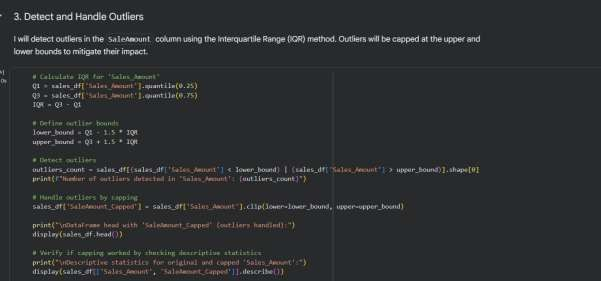 3. Detect and Handle Outliers
I will detect outliers in the SaleAmount column using the Interquartile Range (IQR) method. Outliers will be capped at the upper and
lower bounds to mitigate their impact.
# Calculate IQR for 'Sales_Amount'
Q1 = sales_df['Sales_Amount'].quantile(0.25)
Q3 = sales_df['Sales_Amount'].quantile(0.75)
IQR = Q3 - Q1
# Define outlier bounds
lower_bound = Q1 - 1.5 * IQR
upper_bound = Q3 + 1.5 * IQR
# Detect outliers
outliers_count = sales_df[(sales_df['Sales_Amount'] < lower_bound) | (sales_df['Sales_Amount'] > upper_bound)].shape[0]
print(f"Number of outliers detected in 'Sales_Amount': {outliers_count}")
# Handle outliers by capping
sales_df['SaleAmount_Capped'] = sales_df['Sales_Amount'].clip(lower=lower_bound, upper=upper_bound)
print("\nDataFrame head with 'SaleAmount_Capped' (outliers handled):")
display(sales_df.head())
# Verify if capping worked by checking descriptive statistics
print("\nDescriptive statistics for original and capped 'Sales_Amount':")
display(sales_df[['Sales_Amount', 'SaleAmount_Capped']].describe())